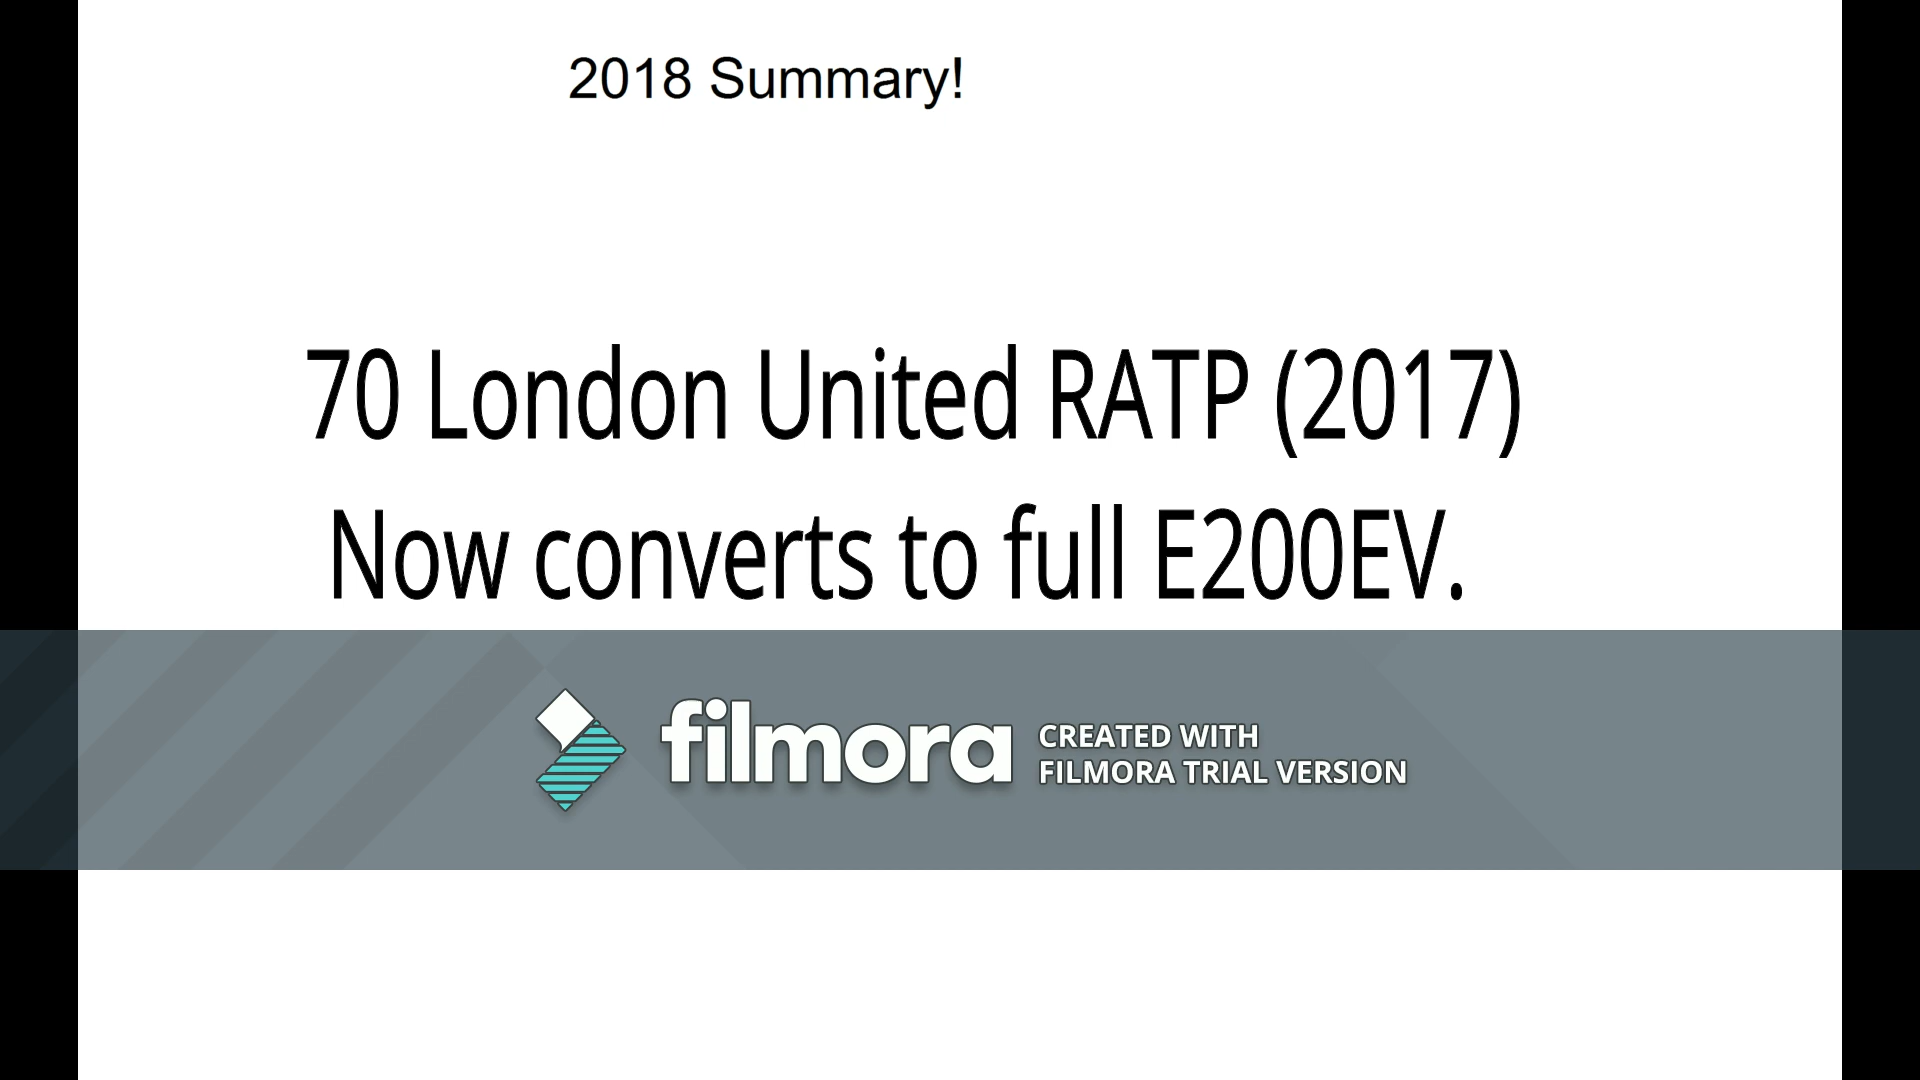 2018 Summary!
70 London United RATP (2017)
Now converts to full E200EV.
filmora
CREATED WITH
FILMORA TRIAL VERSION